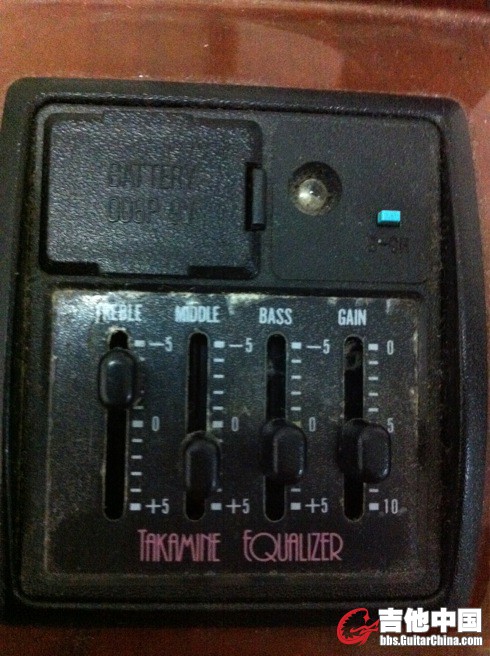 BATTERY
006P 9V
TREBLE MIDDLE BASS GAIN
-5 -5 -5 0
0 0 0 5
+5 +5 +5 10
TAKAMINE EQUALIZER
吉他中国
bbs.GuitarChina.com